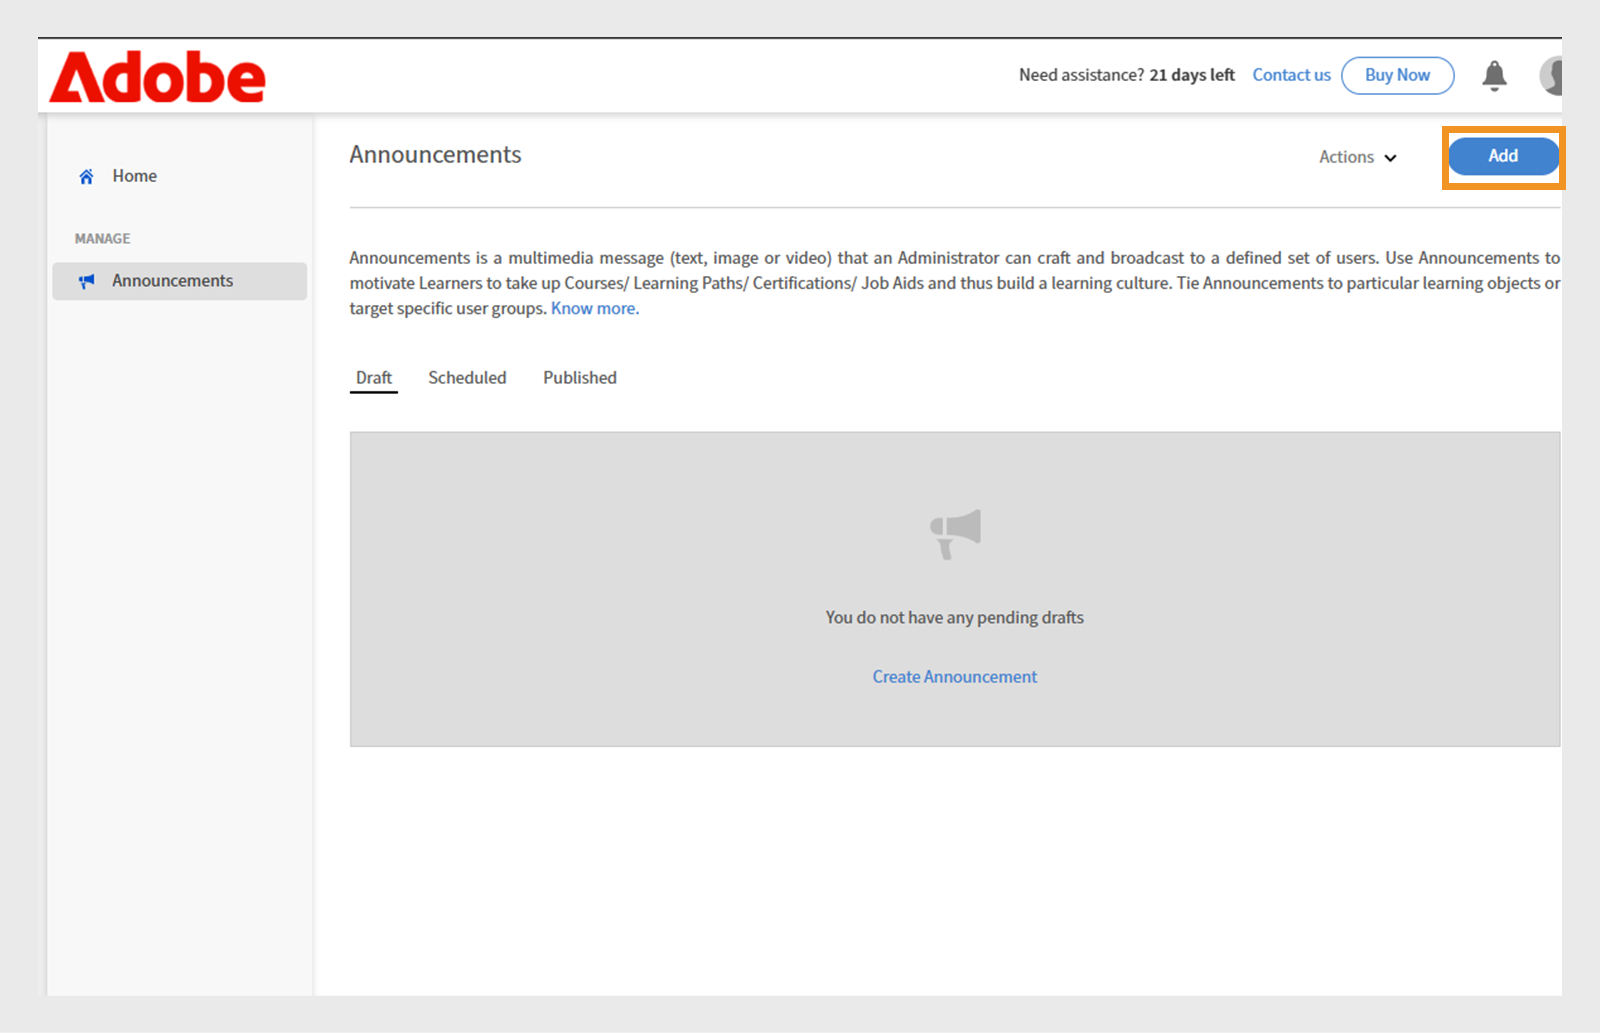 Adobe
Need assistance? 21 days left Contact us Buy Now
Home
MANAGE
Announcements
Announcements
Actions
Add
Announcements is a multimedia message (text, image or video) that an Administrator can craft and broadcast to a defined set of users. Use Announcements to
motivate Learners to take up Courses/ Learning Paths/ Certifications/ Job Aids and thus build a learning culture. Tie Announcements to particular learning objects or
target specific user groups. Know more.
Draft Scheduled Published
You do not have any pending drafts
Create Announcement